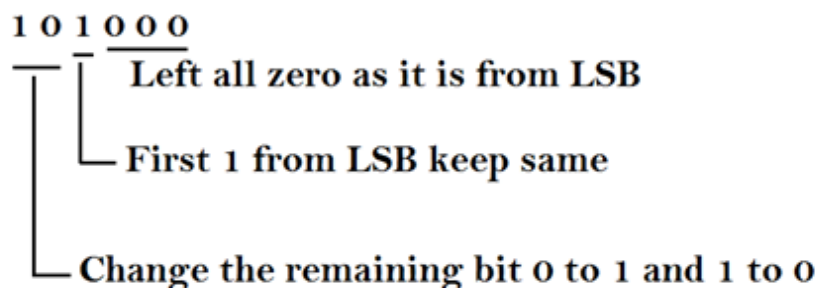 1 0 1 0 0 0
Left all zero as it is from LSB
First 1 from LSB keep same
Change the remaining bit 0 to 1 and 1 to 0